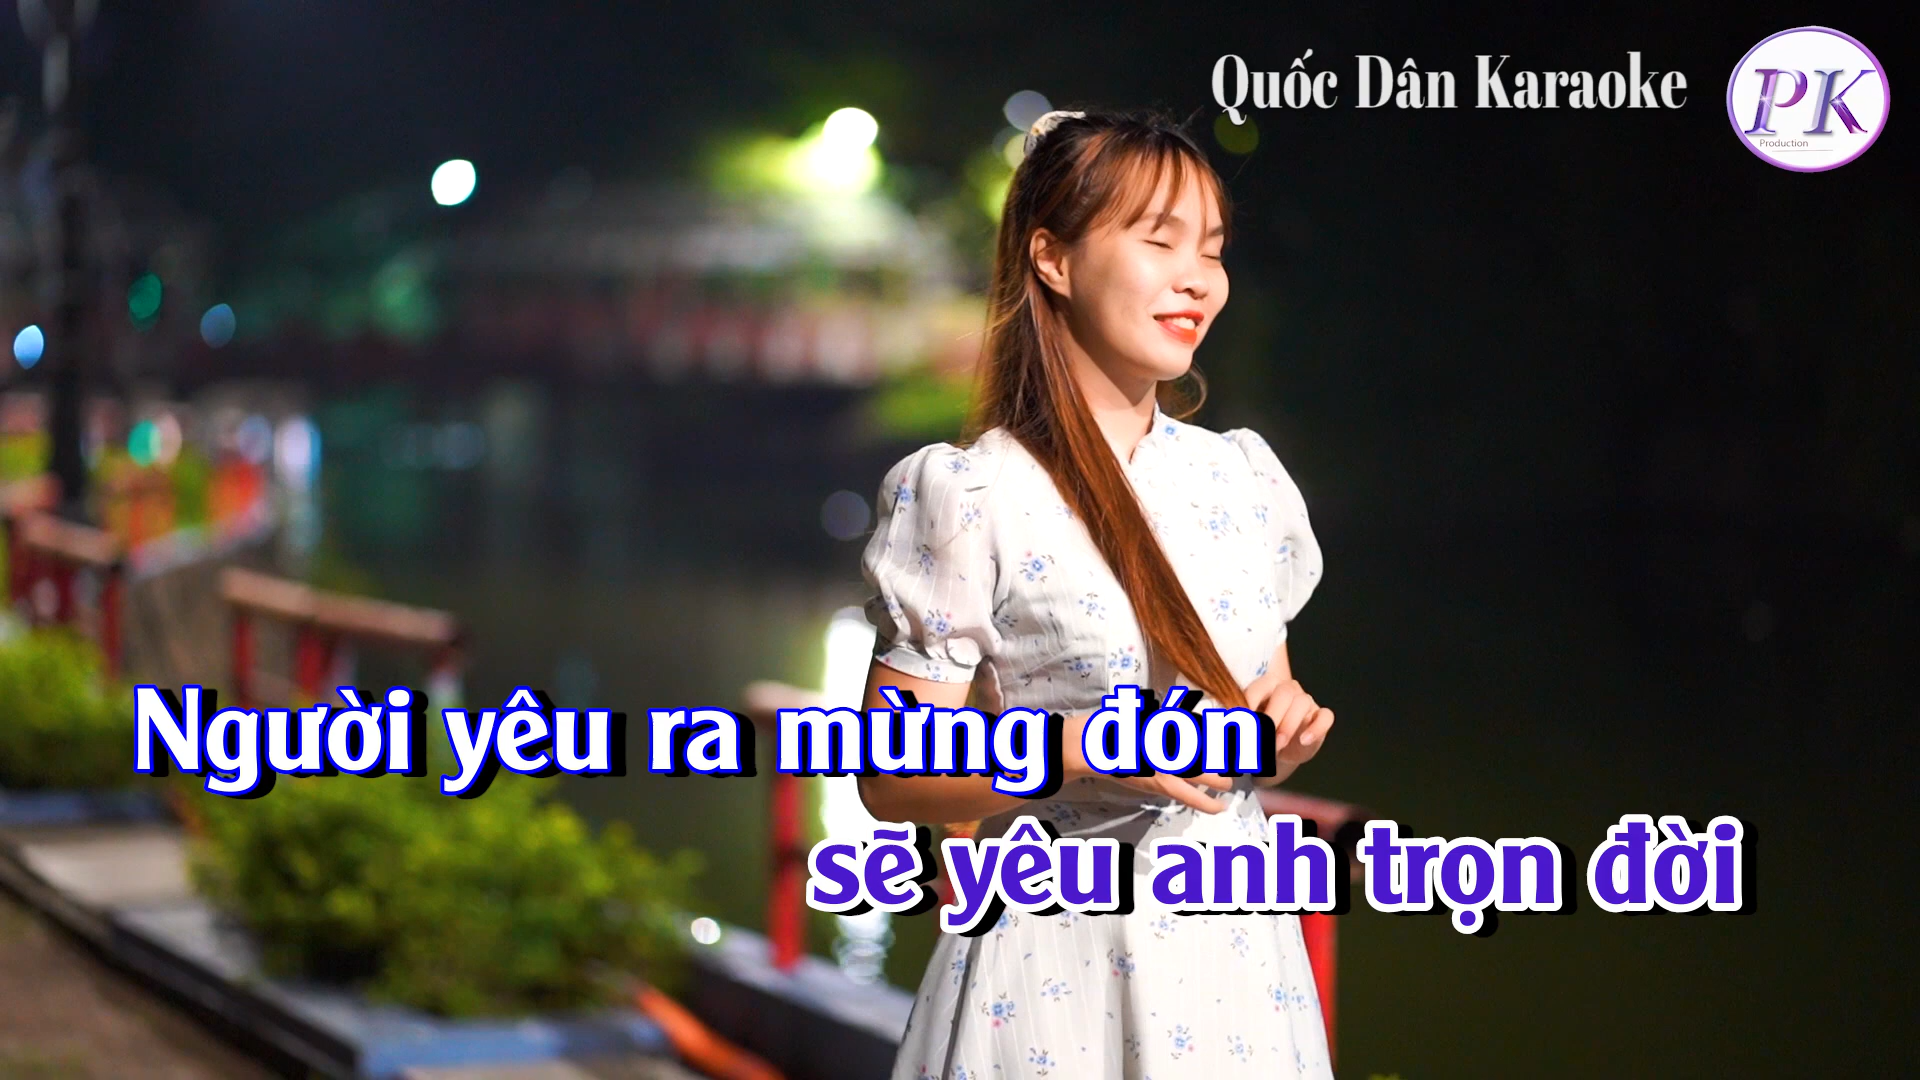 Quốc Dân Karaoke
PK
Production
Người yêu ra mừng đón
sẽ yêu anh trọn đời